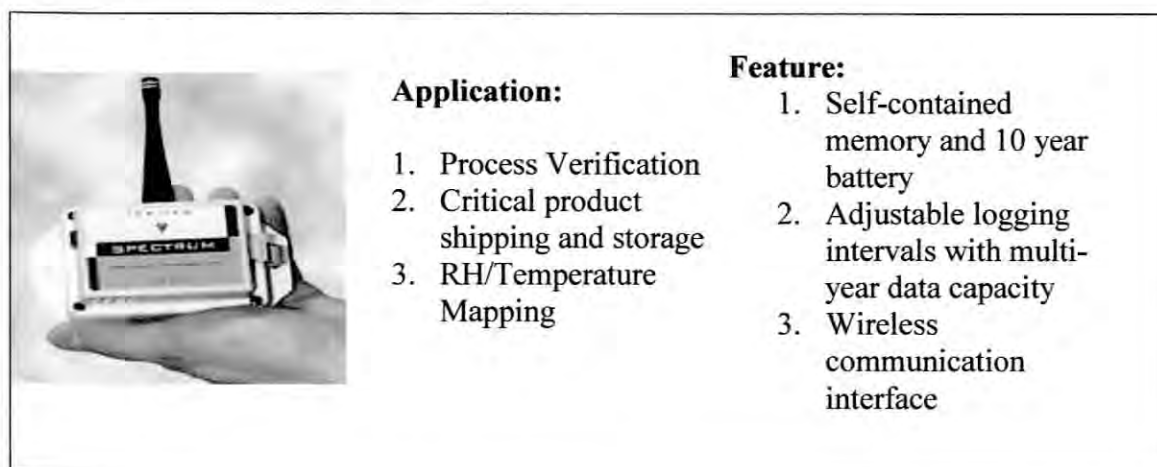 SPECTRUM
Application:
1. Process Verification
2. Critical product
shipping and storage
3. RH/Temperature
Mapping
Feature:
1. Self-contained
memory and 10 year
battery
2. Adjustable logging
intervals with multi-
year data capacity
3. Wireless
communication
interface